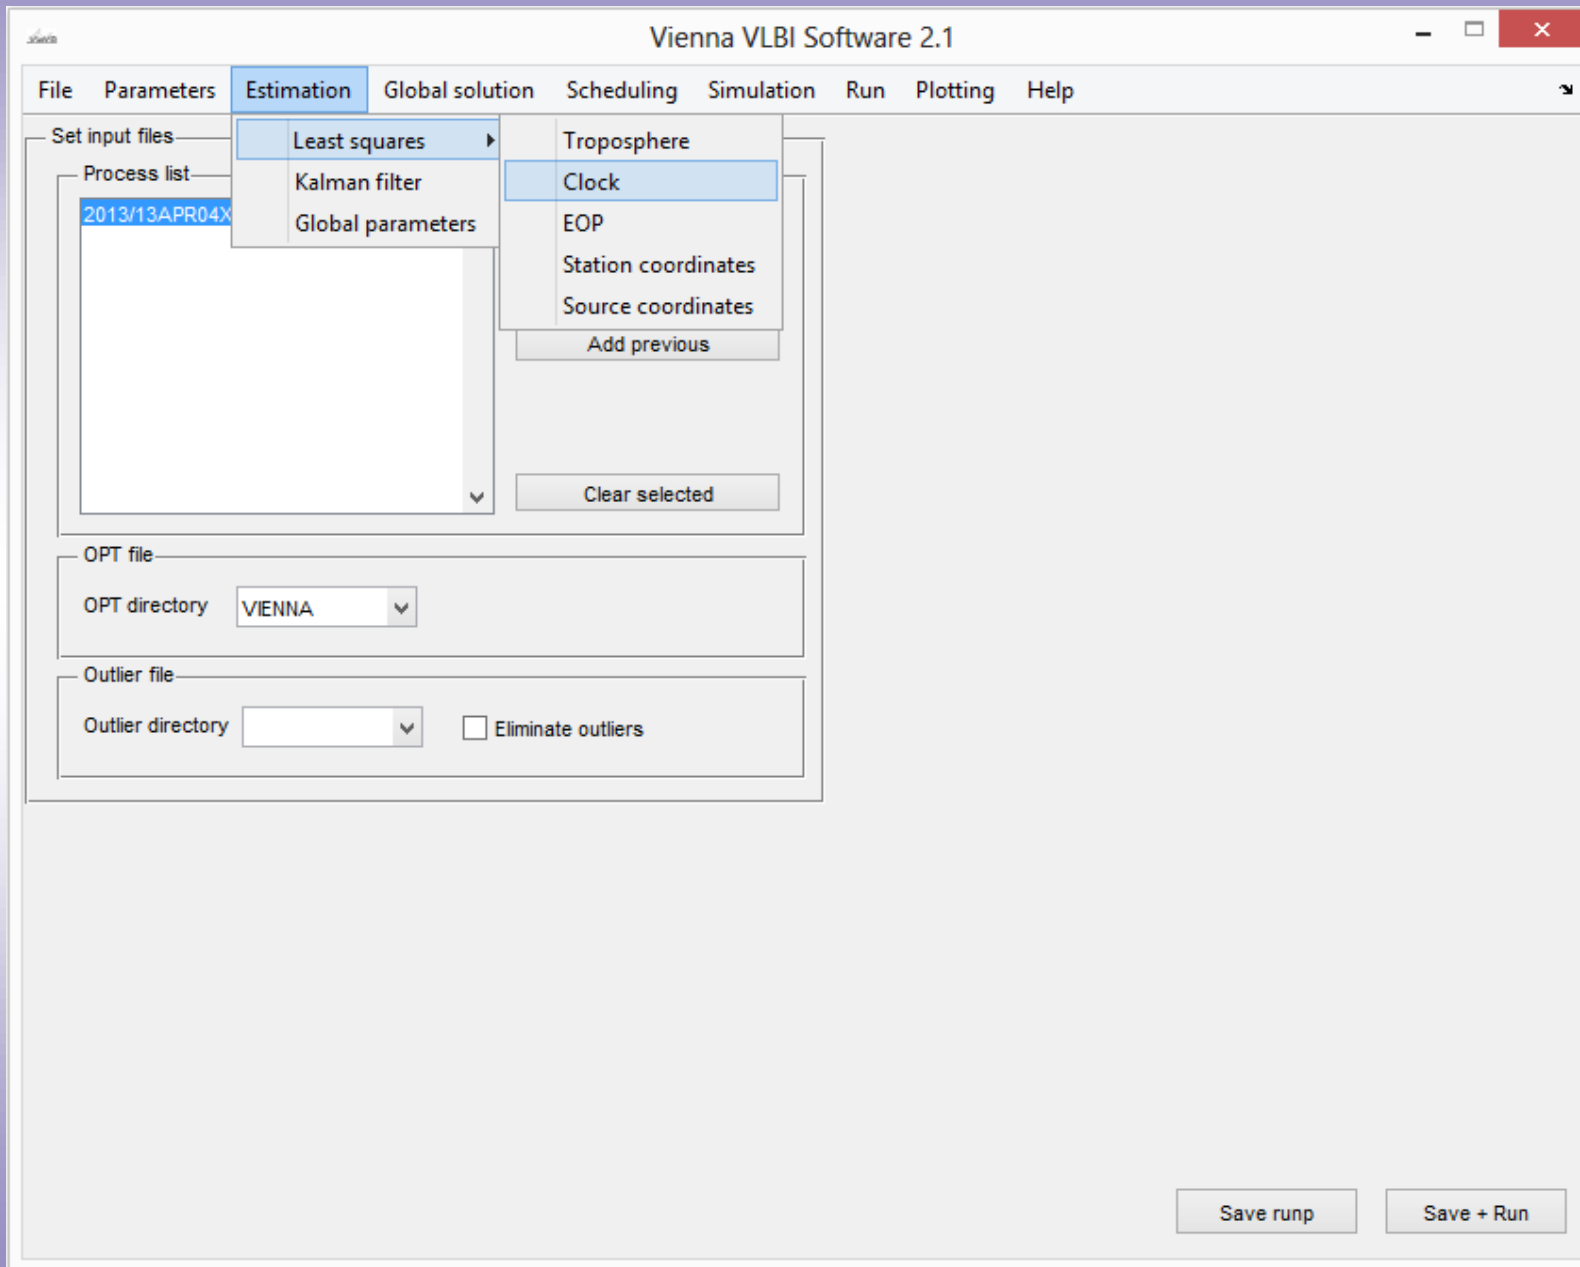 Vienna VLBI Software 2.1
File Parameters Estimation Global solution Scheduling Simulation Run Plotting Help
Set input files
Process list
2013/13APR04X
Least squares
Kalman filter
Global parameters
Troposphere
Clock
EOP
Station coordinates
Source coordinates
Add previous
Clear selected
OPT file
OPT directory VIENNA
Outlier file
Outlier directory Eliminate outliers
Save runp Save + Run